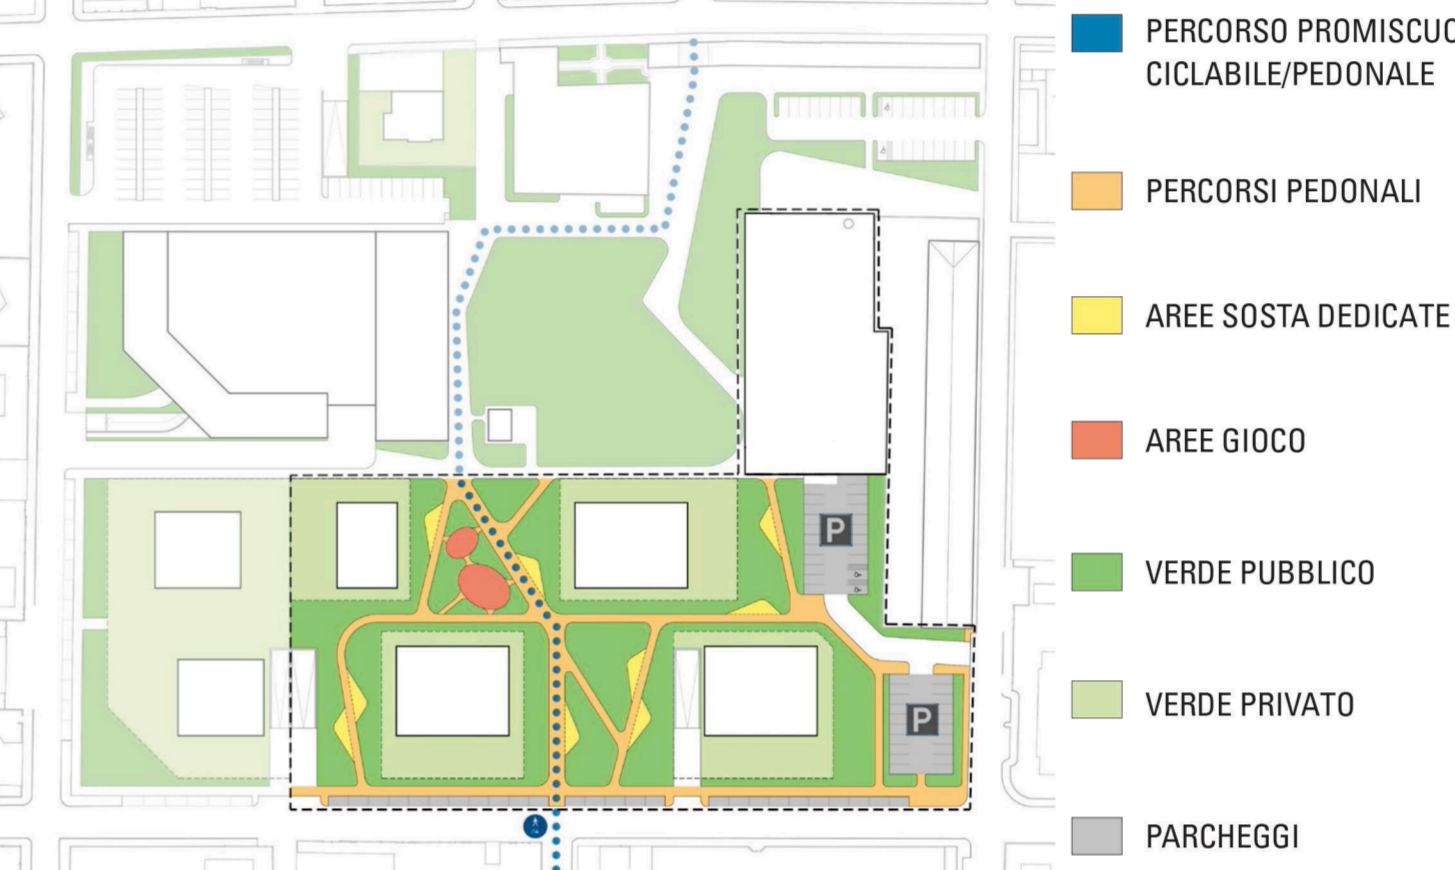 PERCORSO PROMISCUO
CICLABILE/PEDONALE
PERCORSI PEDONALI
AREE SOSTA DEDICATE
AREE GIOCO
P
VERDE PUBBLICO
VERDE PRIVATO
P
PARCHEGGI